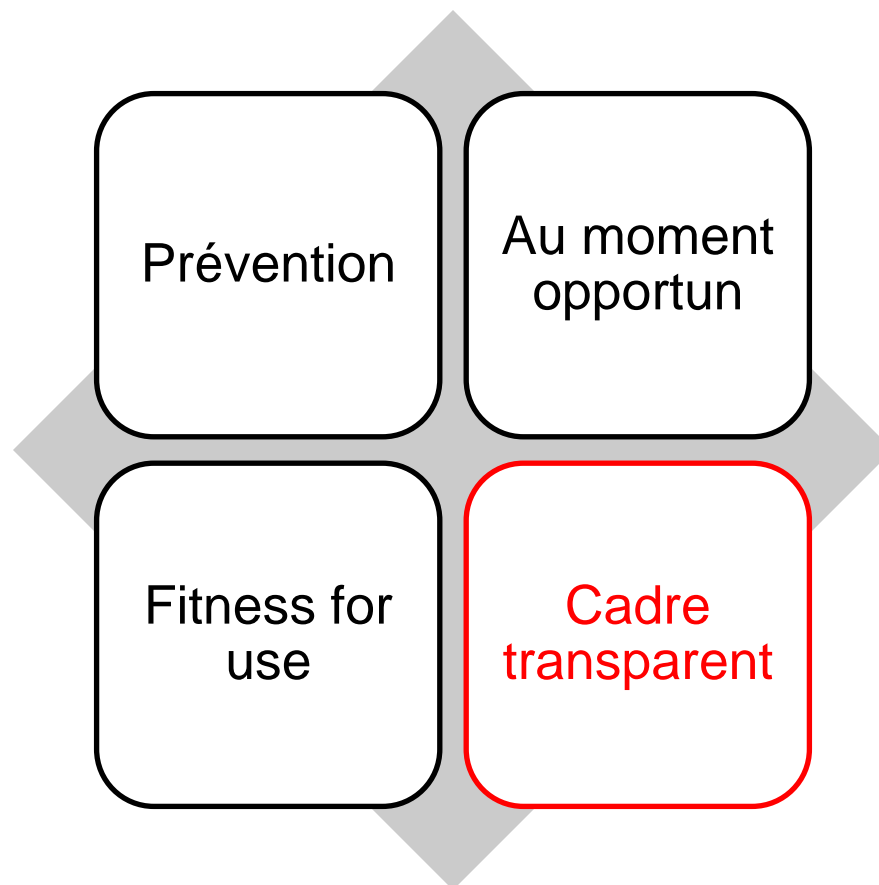 Prévention
Au moment
opportun
Fitness for
use
Cadre
transparent